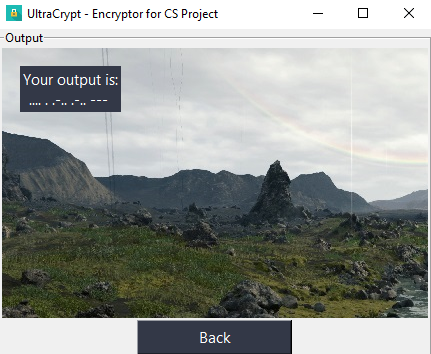 UltraCrypt - Encryptor for CS Project
Output
Your output is:
.... . .-.. .-.. ---
Back